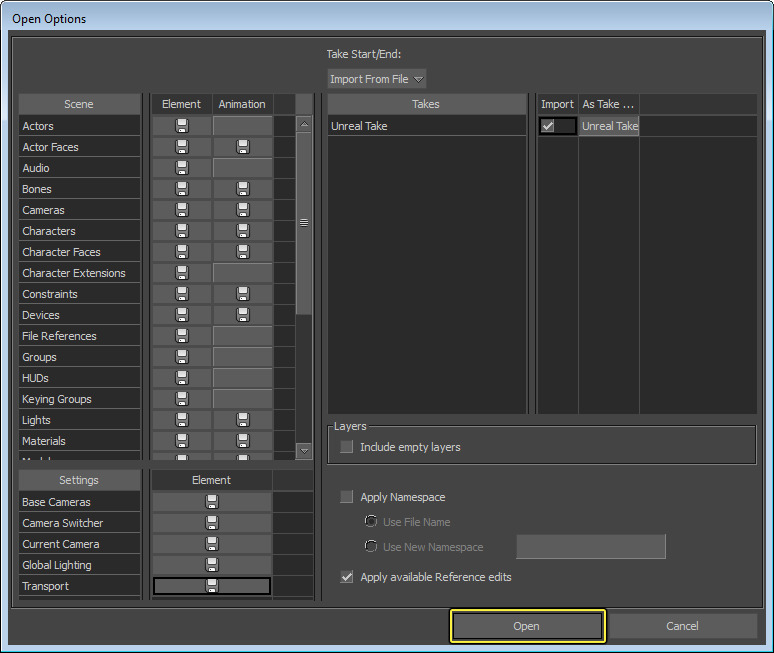 Open Options
Take Start/End:
Import From File
Scene
Element Animation
Actors
Actor Faces
Audio
Bones
Cameras
Characters
Character Faces
Character Extensions
Constraints
Devices
File References
Groups
HUDs
Keying Groups
Lights
Materials
Settings
Element
Base Cameras
Camera Switcher
Current Camera
Global Lighting
Transport
Takes
Unreal Take
Import As Take ...
Unreal Take
Layers
Include empty layers
Apply Namespace
Use File Name
Use New Namespace
Apply available Reference edits
Open Cancel